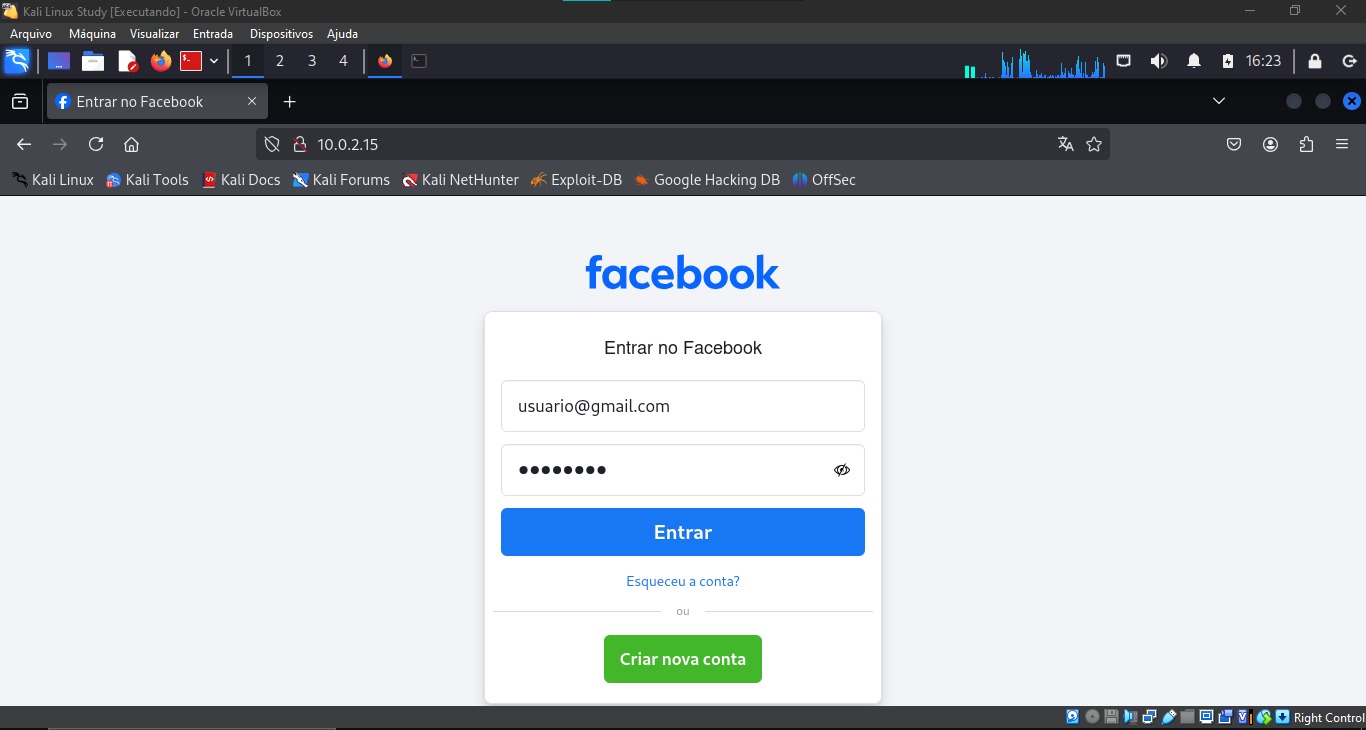 Kali Linux Study [Executando] - Oracle VirtualBox
Arquivo Máquina Visualizar Entrada Dispositivos Ajuda
1 2 3 4 16:23
Entrar no Facebook
10.0.2.15
Kali Linux Kali Tools Kali Docs Kali Forums Kali NetHunter Exploit-DB Google Hacking DB OffSec
facebook
Entrar no Facebook
usuario@gmail.com
●●●●●●●●
Entrar
Esqueceu a conta?
ou
Criar nova conta
Right Control